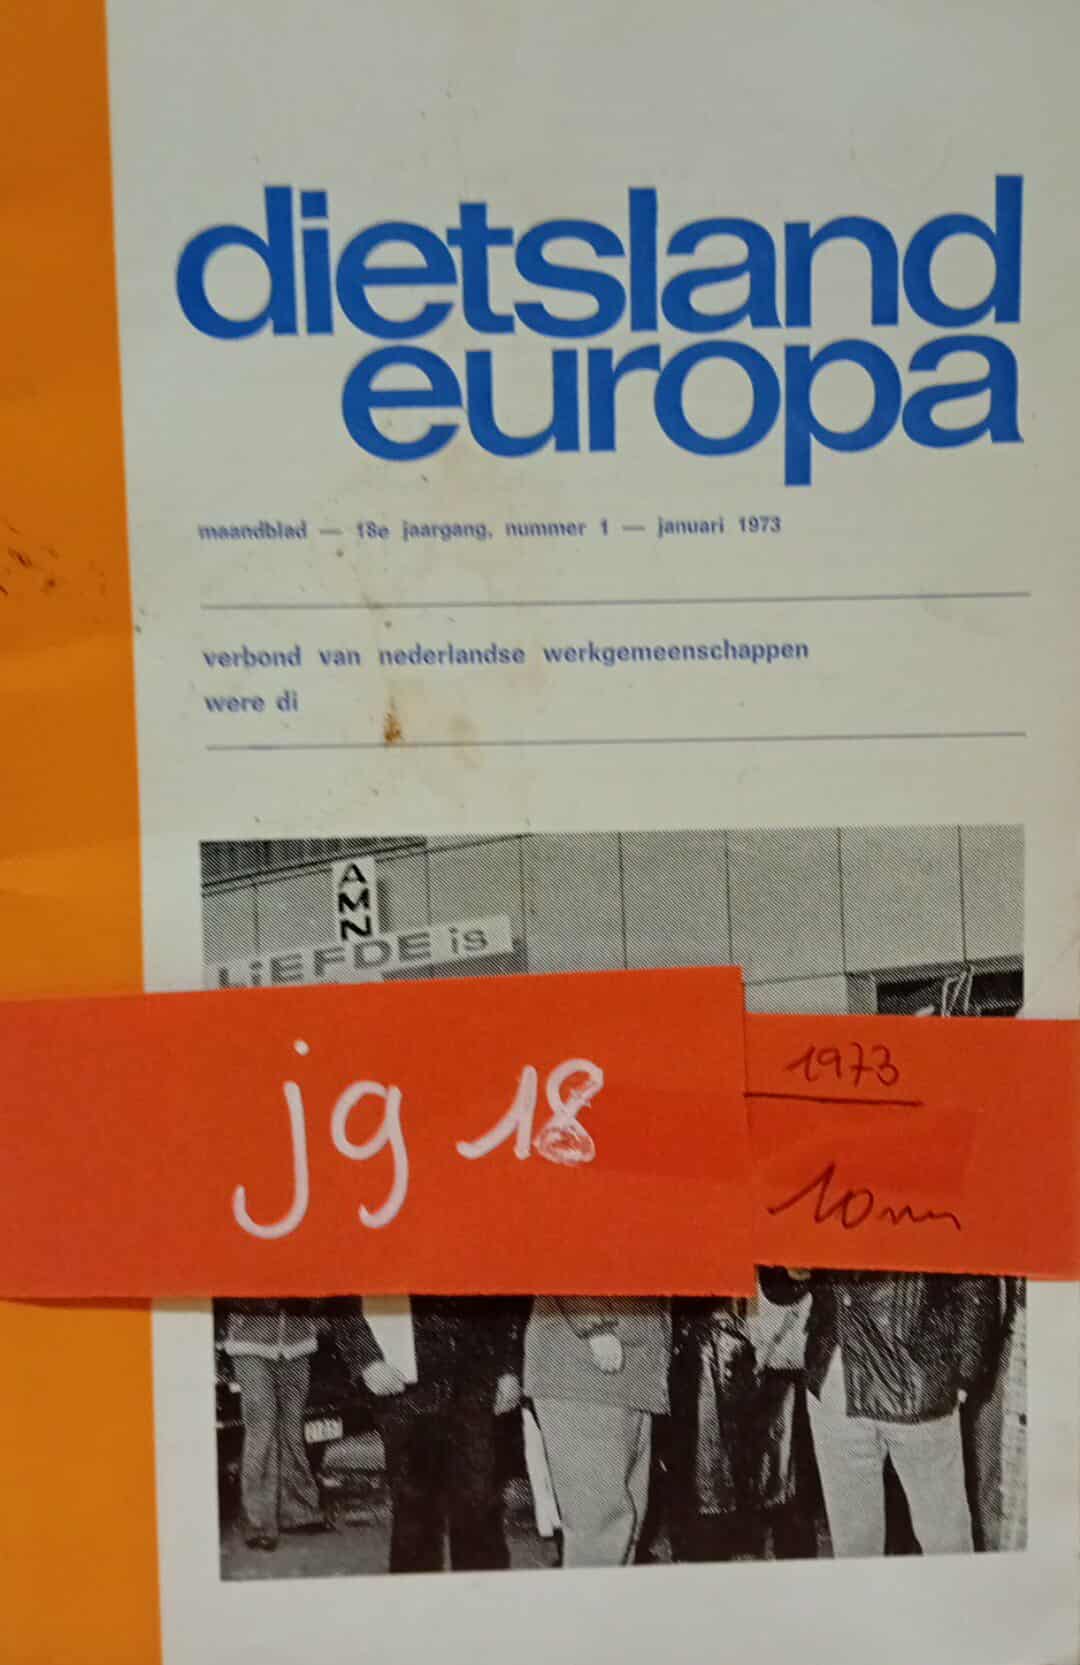 dietsland
europa
maandblad — 18e jaargang, nummer 1 — januari 1973
verbond van nederlandse werkgemeenschappen
were di
AMN
LiEFDE is
jg 18
1973
10 nrs